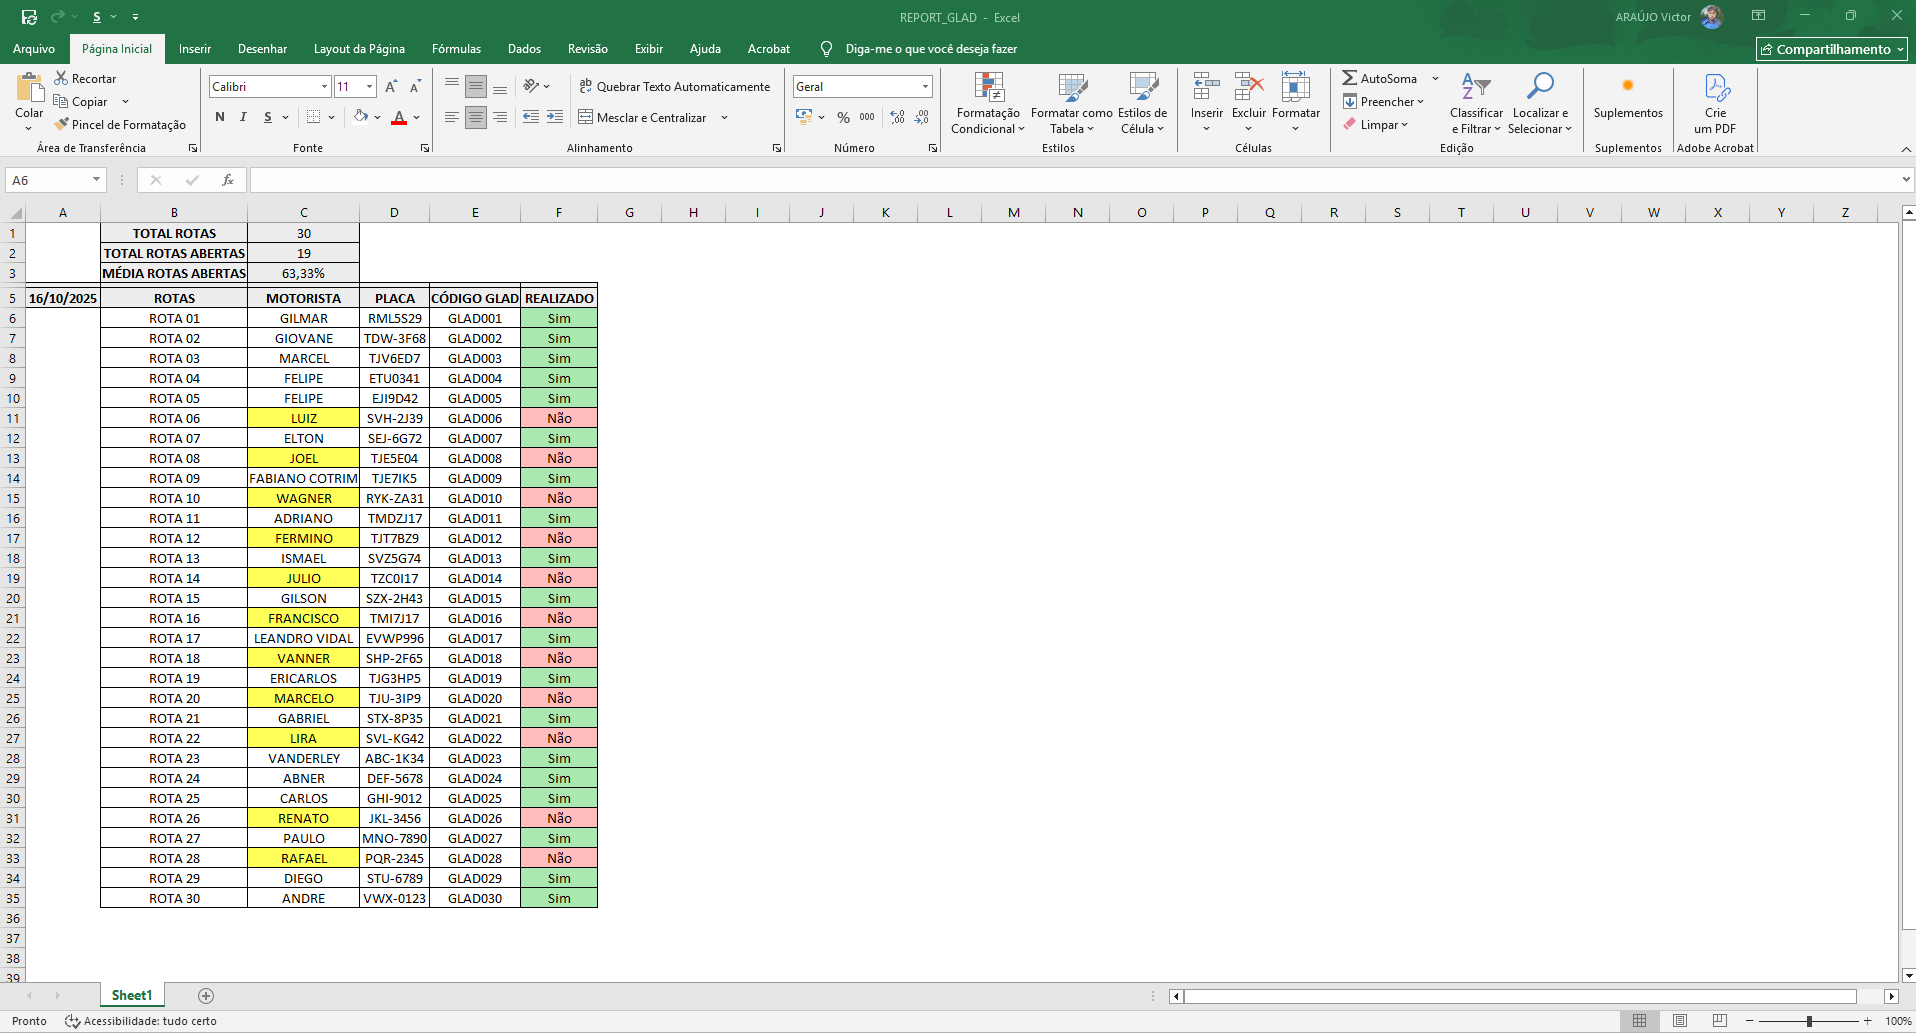 S
REPORT_GLAD - Excel
ARAÚJO Victor
Arquivo Página Inicial Inserir Desenhar Layout da Página Fórmulas Dados Revisão Exibir Ajuda Acrobat Diga-me o que você deseja fazer Compartilhamento
Colar
Recortar
Copiar
Pincel de Formatação
Área de Transferência
Calibri 11 A A
N I S A
Fonte
ab Quebrar Texto Automaticamente
Mesclar e Centralizar
Alinhamento
Geral
% 000
Número
Formatação Condicional
Formatar como Tabela
Estilos de Célula
Estilos
Inserir Excluir Formatar
Células
AutoSoma
Preencher
Limpar
Classificar e Filtrar
Localizar e Selecionar
Edição
Suplementos
Suplementos
Crie um PDF
Adobe Acrobat
A6 fx
A B C D E F G H I J K L M N O P Q R S T U V W X Y Z
1 TOTAL ROTAS 30
2 TOTAL ROTAS ABERTAS 19
3 MÉDIA ROTAS ABERTAS 63,33%
5 16/10/2025 ROTAS MOTORISTA PLACA CÓDIGO GLAD REALIZADO
6 ROTA 01 GILMAR RML5S29 GLAD001 Sim
7 ROTA 02 GIOVANE TDW-3F68 GLAD002 Sim
8 ROTA 03 MARCEL TJV6ED7 GLAD003 Sim
9 ROTA 04 FELIPE ETU0341 GLAD004 Sim
10 ROTA 05 FELIPE EJI9D42 GLAD005 Sim
11 ROTA 06 LUIZ SVH-2J39 GLAD006 Não
12 ROTA 07 ELTON SEJ-6G72 GLAD007 Sim
13 ROTA 08 JOEL TJE5E04 GLAD008 Não
14 ROTA 09 FABIANO COTRIM TJE7IK5 GLAD009 Sim
15 ROTA 10 WAGNER RYK-ZA31 GLAD010 Não
16 ROTA 11 ADRIANO TMDZJ17 GLAD011 Sim
17 ROTA 12 FERMINO TJT7BZ9 GLAD012 Não
18 ROTA 13 ISMAEL SVZ5G74 GLAD013 Sim
19 ROTA 14 JULIO TZC0I17 GLAD014 Não
20 ROTA 15 GILSON SZX-2H43 GLAD015 Sim
21 ROTA 16 FRANCISCO TMI7J17 GLAD016 Não
22 ROTA 17 LEANDRO VIDAL EVWP996 GLAD017 Sim
23 ROTA 18 VANNER SHP-2F65 GLAD018 Não
24 ROTA 19 ERICARLOS TJG3HP5 GLAD019 Sim
25 ROTA 20 MARCELO TJU-3IP9 GLAD020 Não
26 ROTA 21 GABRIEL STX-8P35 GLAD021 Sim
27 ROTA 22 LIRA SVL-KG42 GLAD022 Não
28 ROTA 23 VANDERLEY ABC-1K34 GLAD023 Sim
29 ROTA 24 ABNER DEF-5678 GLAD024 Sim
30 ROTA 25 CARLOS GHI-9012 GLAD025 Sim
31 ROTA 26 RENATO JKL-3456 GLAD026 Não
32 ROTA 27 PAULO MNO-7890 GLAD027 Sim
33 ROTA 28 RAFAEL PQR-2345 GLAD028 Não
34 ROTA 29 DIEGO STU-6789 GLAD029 Sim
35 ROTA 30 ANDRE VWX-0123 GLAD030 Sim
36
37
38
39
Sheet1
Pronto Acessibilidade: tudo certo 100%